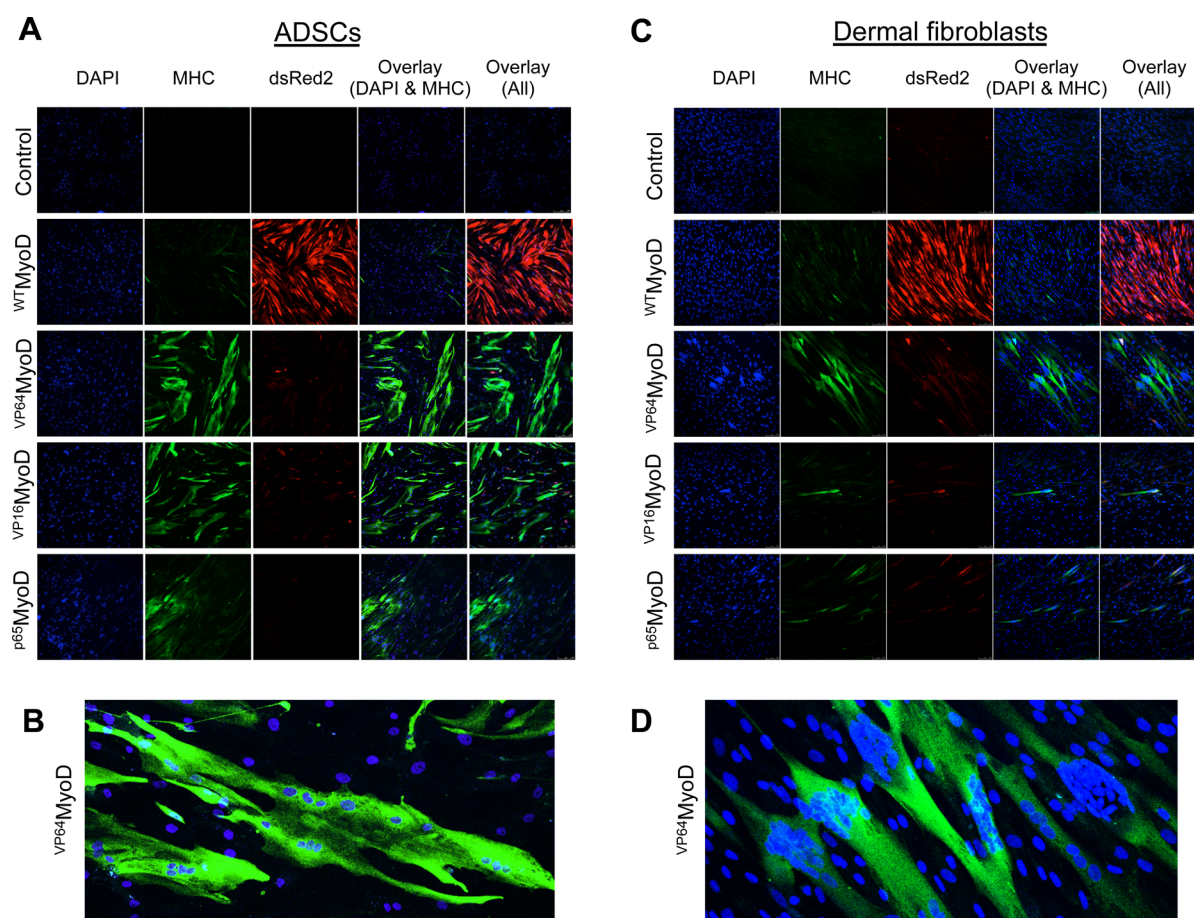 A
ADSCs
DAPI
MHC
dsRed2
Overlay
(DAPI & MHC)
Overlay
(All)
Control
WTMyoD
VP64MyoD
VP16MyoD
p65MyoD
C
Dermal fibroblasts
DAPI
MHC
dsRed2
Overlay
(DAPI & MHC)
Overlay
(All)
Control
WTMyoD
VP64MyoD
VP16MyoD
p65MyoD
B
VP64MyoD
D
VP64MyoD